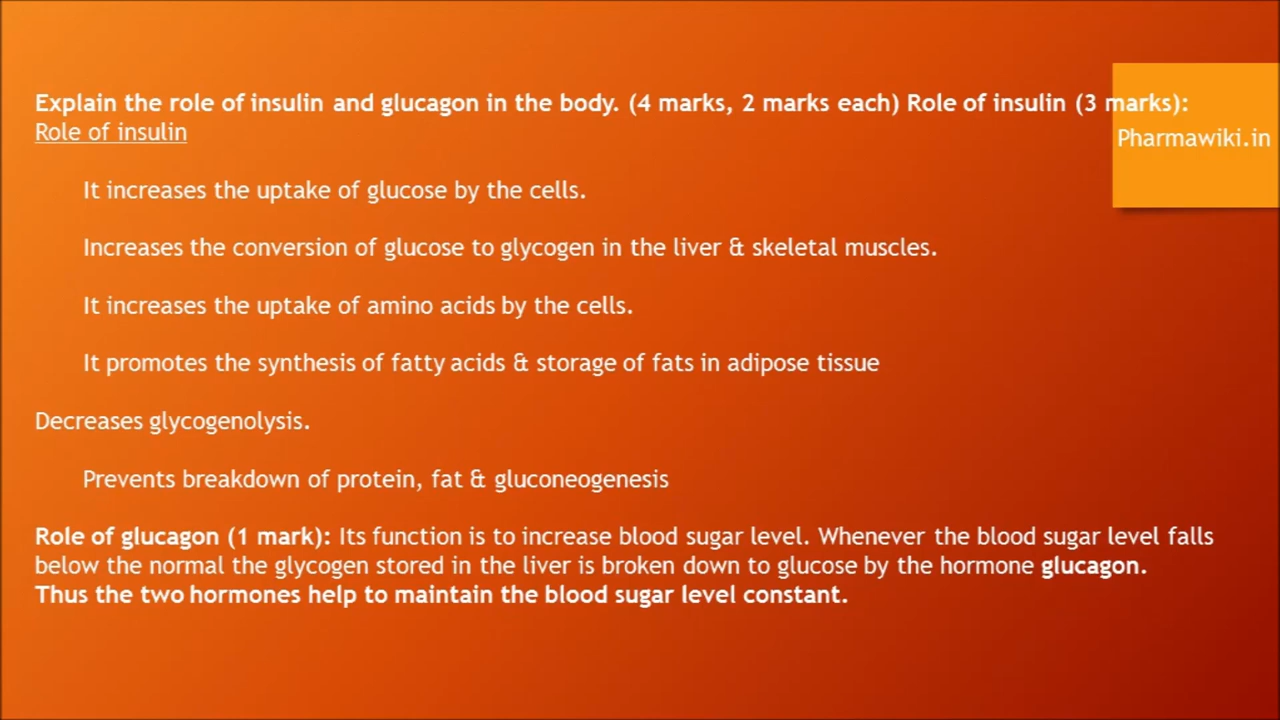 Explain the role of insulin and glucagon in the body. (4 marks, 2 marks each) Role of insulin (3 marks):
Role of insulin
Pharmawiki.in
It increases the uptake of glucose by the cells.
Increases the conversion of glucose to glycogen in the liver & skeletal muscles.
It increases the uptake of amino acids by the cells.
It promotes the synthesis of fatty acids & storage of fats in adipose tissue
Decreases glycogenolysis.
Prevents breakdown of protein, fat & gluconeogenesis
Role of glucagon (1 mark): Its function is to increase blood sugar level. Whenever the blood sugar level falls
below the normal the glycogen stored in the liver is broken down to glucose by the hormone glucagon.
Thus the two hormones help to maintain the blood sugar level constant.